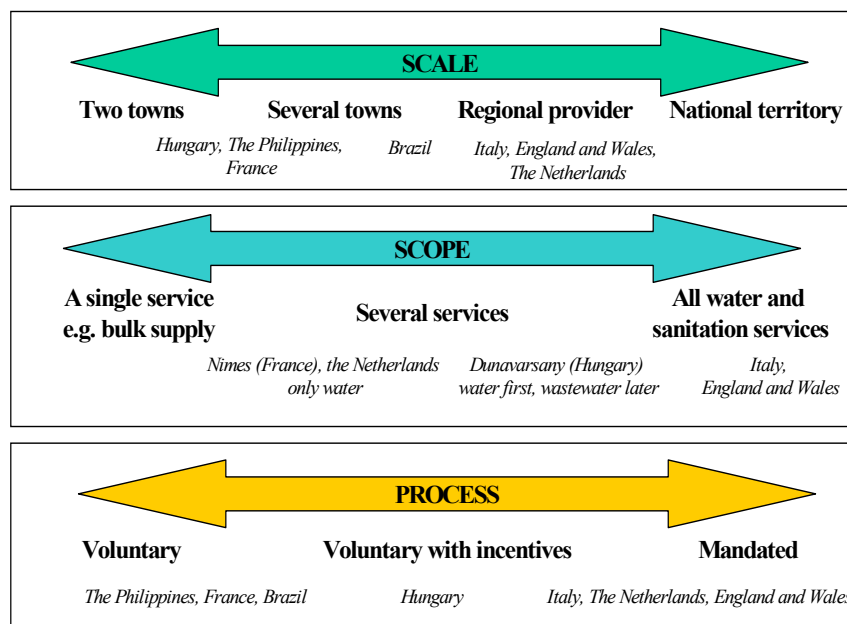 SCALE
Two towns Several towns Regional provider National territory
Hungary, The Philippines, Brazil Italy, England and Wales,
France The Netherlands
SCOPE
A single service All water and
e.g. bulk supply Several services sanitation services
Nimes (France), the Netherlands Dunavarsany (Hungary) Italy,
only water water first, wastewater later England and Wales
PROCESS
Voluntary Voluntary with incentives Mandated
The Philippines, France, Brazil Hungary Italy, The Netherlands, England and Wales